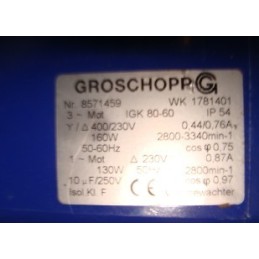 GROSCHOPP G
Nr. 8571459 WK 1781401
3 ~ Mot IGK 80-60 IP 54
Y / Δ 400/230V 0,44/0,76A
160W 2800-3340min-1
50-60Hz cos φ 0,75
1 ~ Mot Δ 230V 0,87A
130W 50Hz 2800min-1
10 µF/250V cos φ 0,97
Isol.Kl. F CE